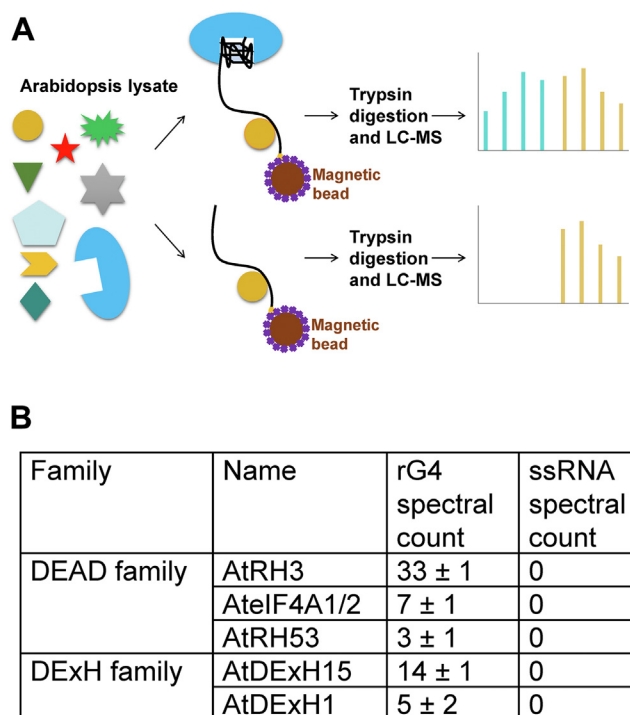 A
Arabidopsis lysate
Trypsin
digestion
and LC-MS
Magnetic
bead
Trypsin
digestion
and LC-MS
Magnetic
bead
B
Family Name rG4 spectral count ssRNA spectral count
DEAD family AtRH3 33 ± 1 0
AteIF4A1/2 7 ± 1 0
AtRH53 3 ± 1 0
DExH family AtDExH15 14 ± 1 0
AtDExH1 5 ± 2 0